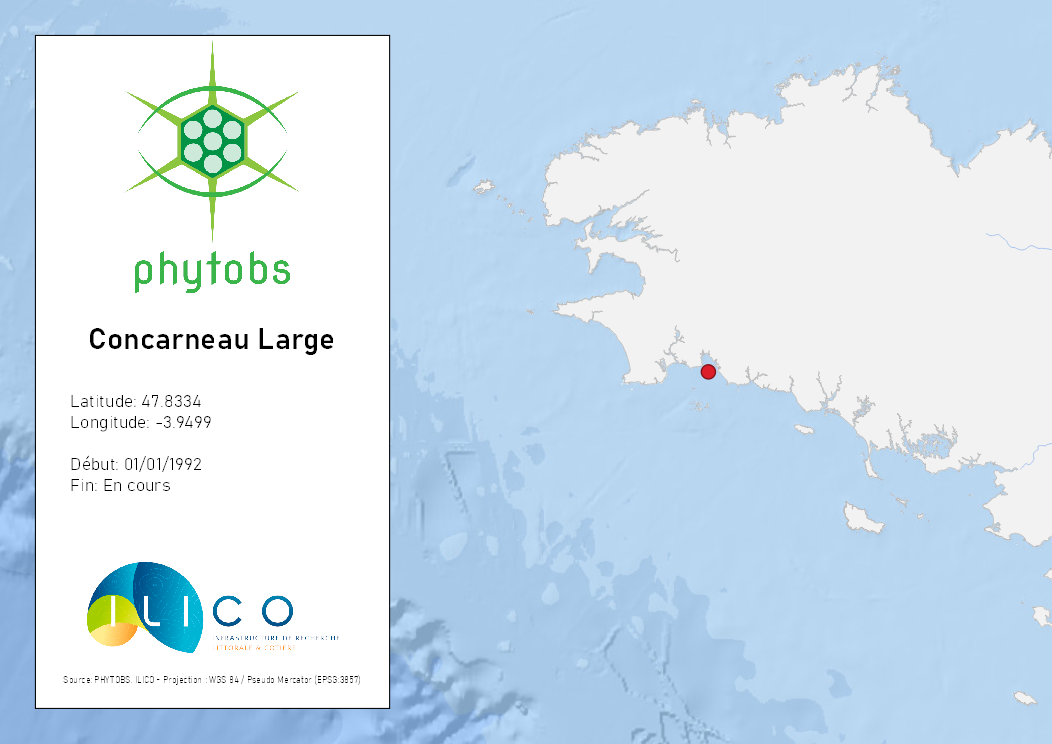 phytobs
Concarneau Large
Latitude: 47.8334
Longitude: -3.9499
Début: 01/01/1992
Fin: En cours
ILICO
INFRASTRUCTURE DE RECHERCHE
LITTORALE & COTIERE
Source: PHYTOBS, ILICO - Projection : WGS 84 / Pseudo Mercator (EPSG:3857)